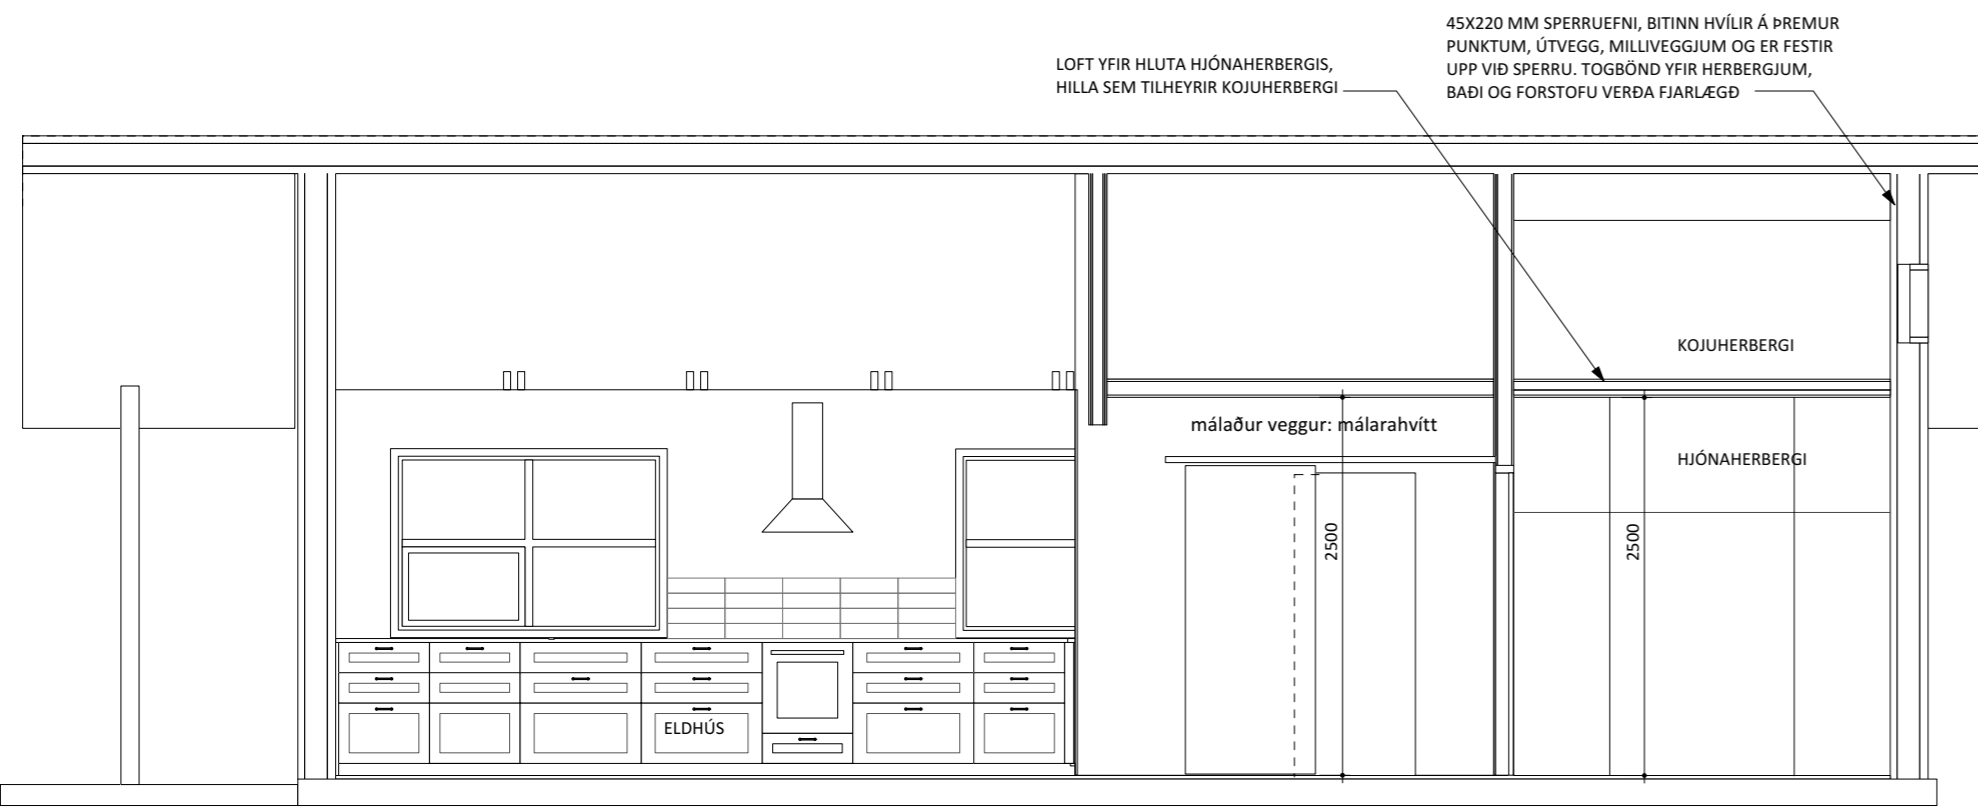 45X220 MM SPERRUEFNI, BITINN HVÍLIR Á ÞREMUR
PUNKTUM, ÚTVEGG, MILLIVEGGJUM OG ER FESTIR
UPP VIÐ SPERRU. TOGBÖND YFIR HERBERGJUM,
BAÐI OG FORSTOFU VERÐA FJARLÆGÐ
LOFT YFIR HLUTA HJÓNAHERBERGIS,
HILLA SEM TILHEYRIR KOJUHERBERGI
KOJUHERBERGI
málaður veggur: málarahvítt
HJÓNAHERBERGI
2500
2500
ELDHÚS